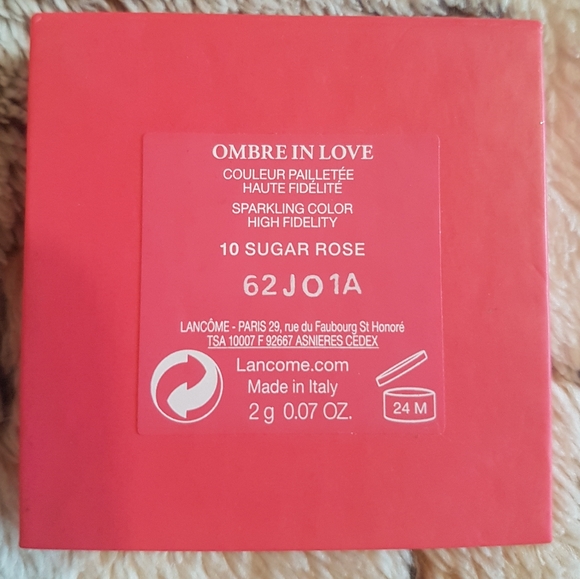 OMBRE IN LOVE
COULEUR PAILLETÉE
HAUTE FIDÉLITÉ
SPARKLING COLOR
HIGH FIDELITY
10 SUGAR ROSE
62JO1A
LANCÔME - PARIS 29, rue du Faubourg St Honoré
TSA 10007 F 92667 ASNIERES CEDEX
Lancome.com
Made in Italy
2 g 0.07 OZ.
24 M